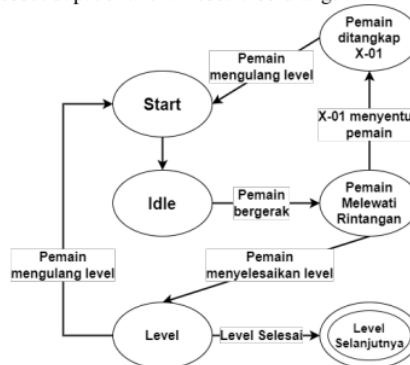 Pemain
ditangkap
X-01
Pemain
mengulang level
Start
X-01 menyentu
pemain
Idle
Pemain
bergerak
Pemain
Melewati
Rintangan
Pemain
mengulang level
Pemain
menyelesaikan level
Level
Level Selesai
Level
Selanjutnya